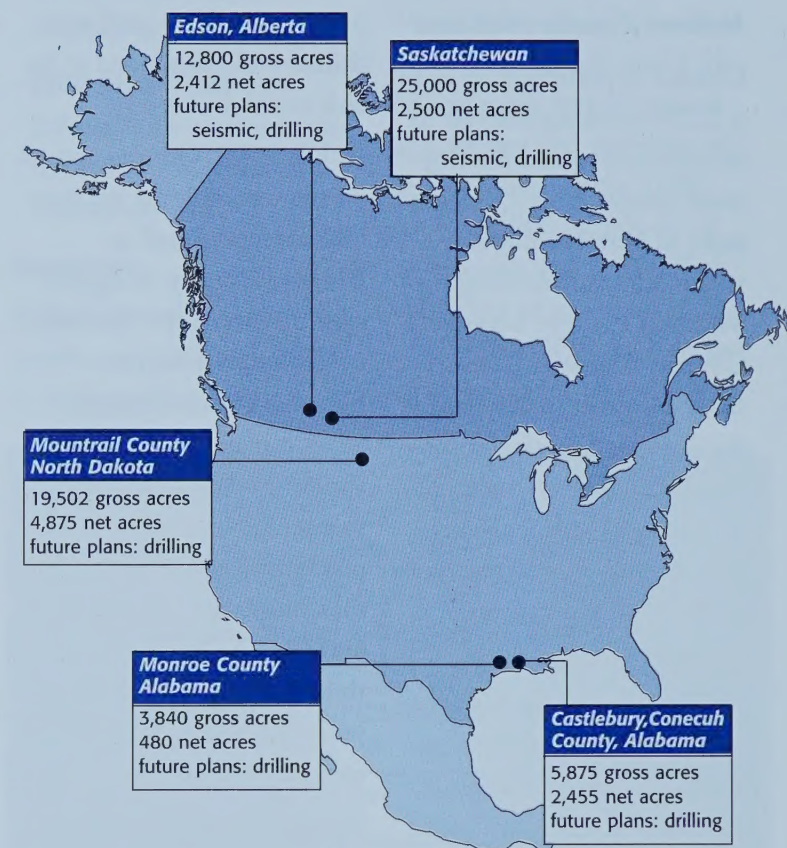 Edson, Alberta
12,800 gross acres
2,412 net acres
future plans:
seismic, drilling
Saskatchewan
25,000 gross acres
2,500 net acres
future plans:
seismic, drilling
Mountrail County
North Dakota
19,502 gross acres
4,875 net acres
future plans: drilling
Monroe County
Alabama
3,840 gross acres
480 net acres
future plans: drilling
Castlebury,Conecuh
County, Alabama
5,875 gross acres
2,455 net acres
future plans: drilling